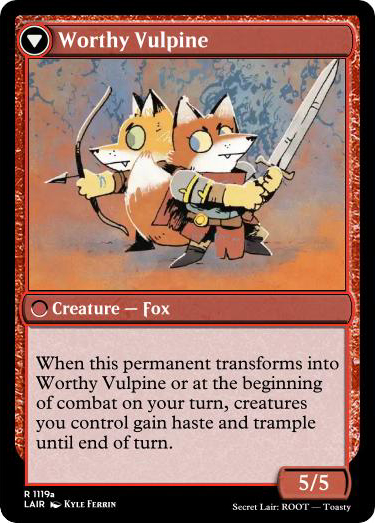 Worthy Vulpine
Creature — Fox
When this permanent transforms into
Worthy Vulpine or at the beginning
of combat on your turn, creatures
you control gain haste and trample
until end of turn.
5/5
R 1119a
LAIR KYLE FERRIN
Secret Lair: ROOT — Toasty